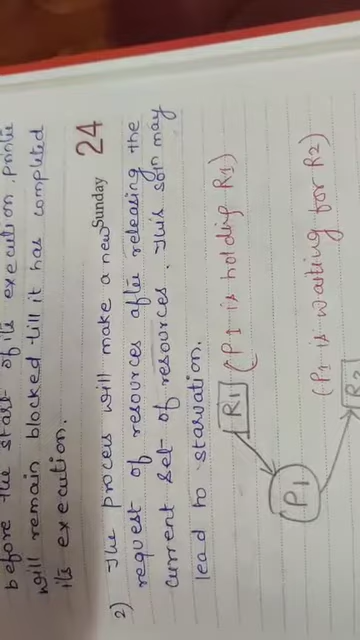 before the start of its execution. printer
will remain blocked till it has completed
its execution.
Sunday 24
2) The process will make a new
request of resources after releasing the
current set of resources. This soln may
lead to starvation.
R1 (P1 is holding R1)
P1
(P1 is waiting for R2)
R2